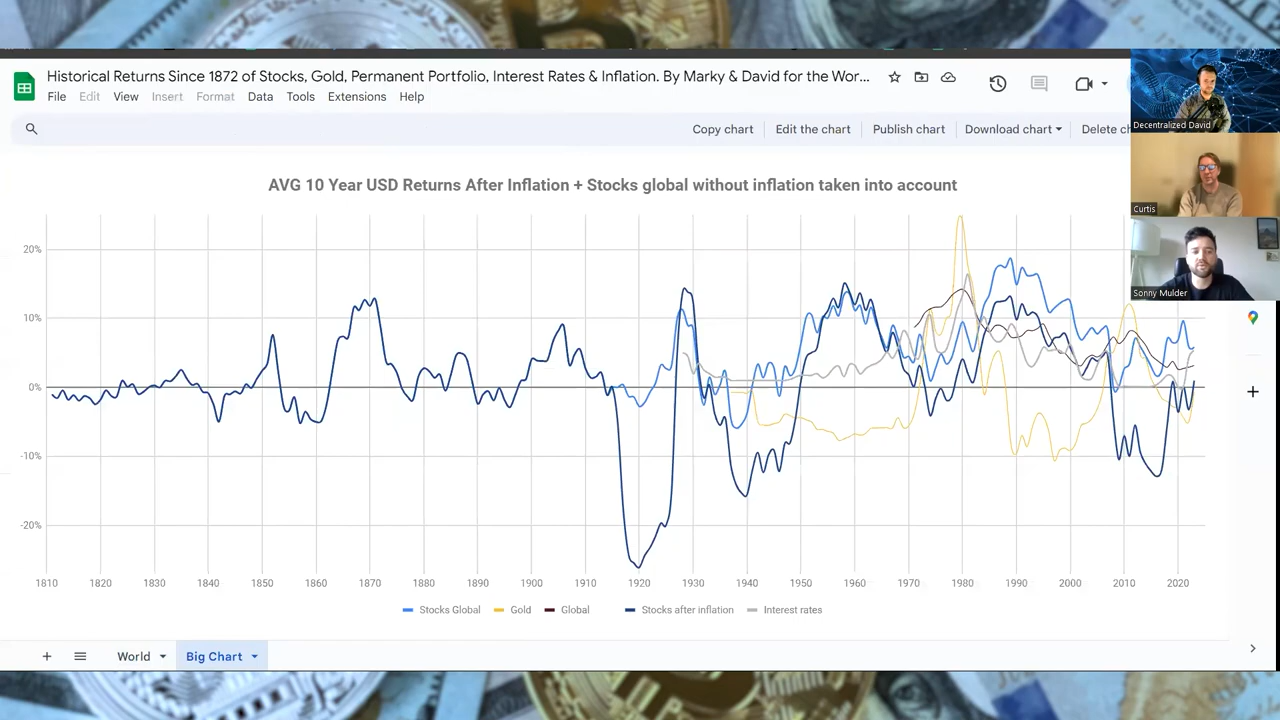 Historical Returns Since 1872 of Stocks, Gold, Permanent Portfolio, Interest Rates & Inflation. By Marky & David for the Wor...
File Edit View Insert Format Data Tools Extensions Help
Copy chart Edit the chart Publish chart Download chart Delete ch
Decentralized David
Curtis
Sonny Mulder
AVG 10 Year USD Returns After Inflation + Stocks global without inflation taken into account
20%
10%
0%
-10%
-20%
1810 1820 1830 1840 1850 1860 1870 1880 1890 1900 1910 1920 1930 1940 1950 1960 1970 1980 1990 2000 2010 2020
Stocks Global Gold Global Stocks after inflation Interest rates
World Big Chart